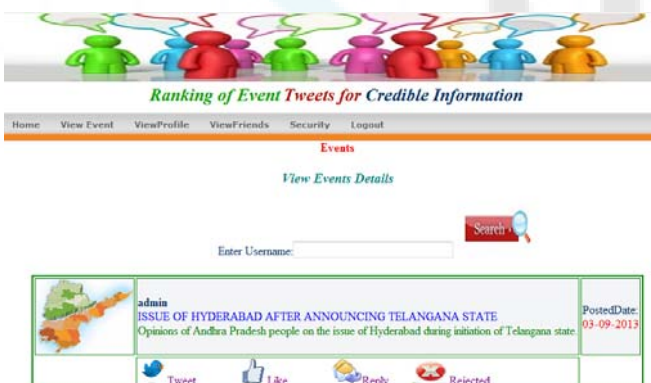 Ranking of Event Tweets for Credible Information
Home View Event ViewProfile ViewFriends Security Logout
Events
View Events Details
Search
Enter Username:
admin
ISSUE OF HYDERABAD AFTER ANNOUNCING TELANGANA STATE
Opinions of Andhra Pradesh people on the issue of Hyderabad during initiation of Telangana state
PostedDate:
03-09-2013
Tweet Like Reply Rejected